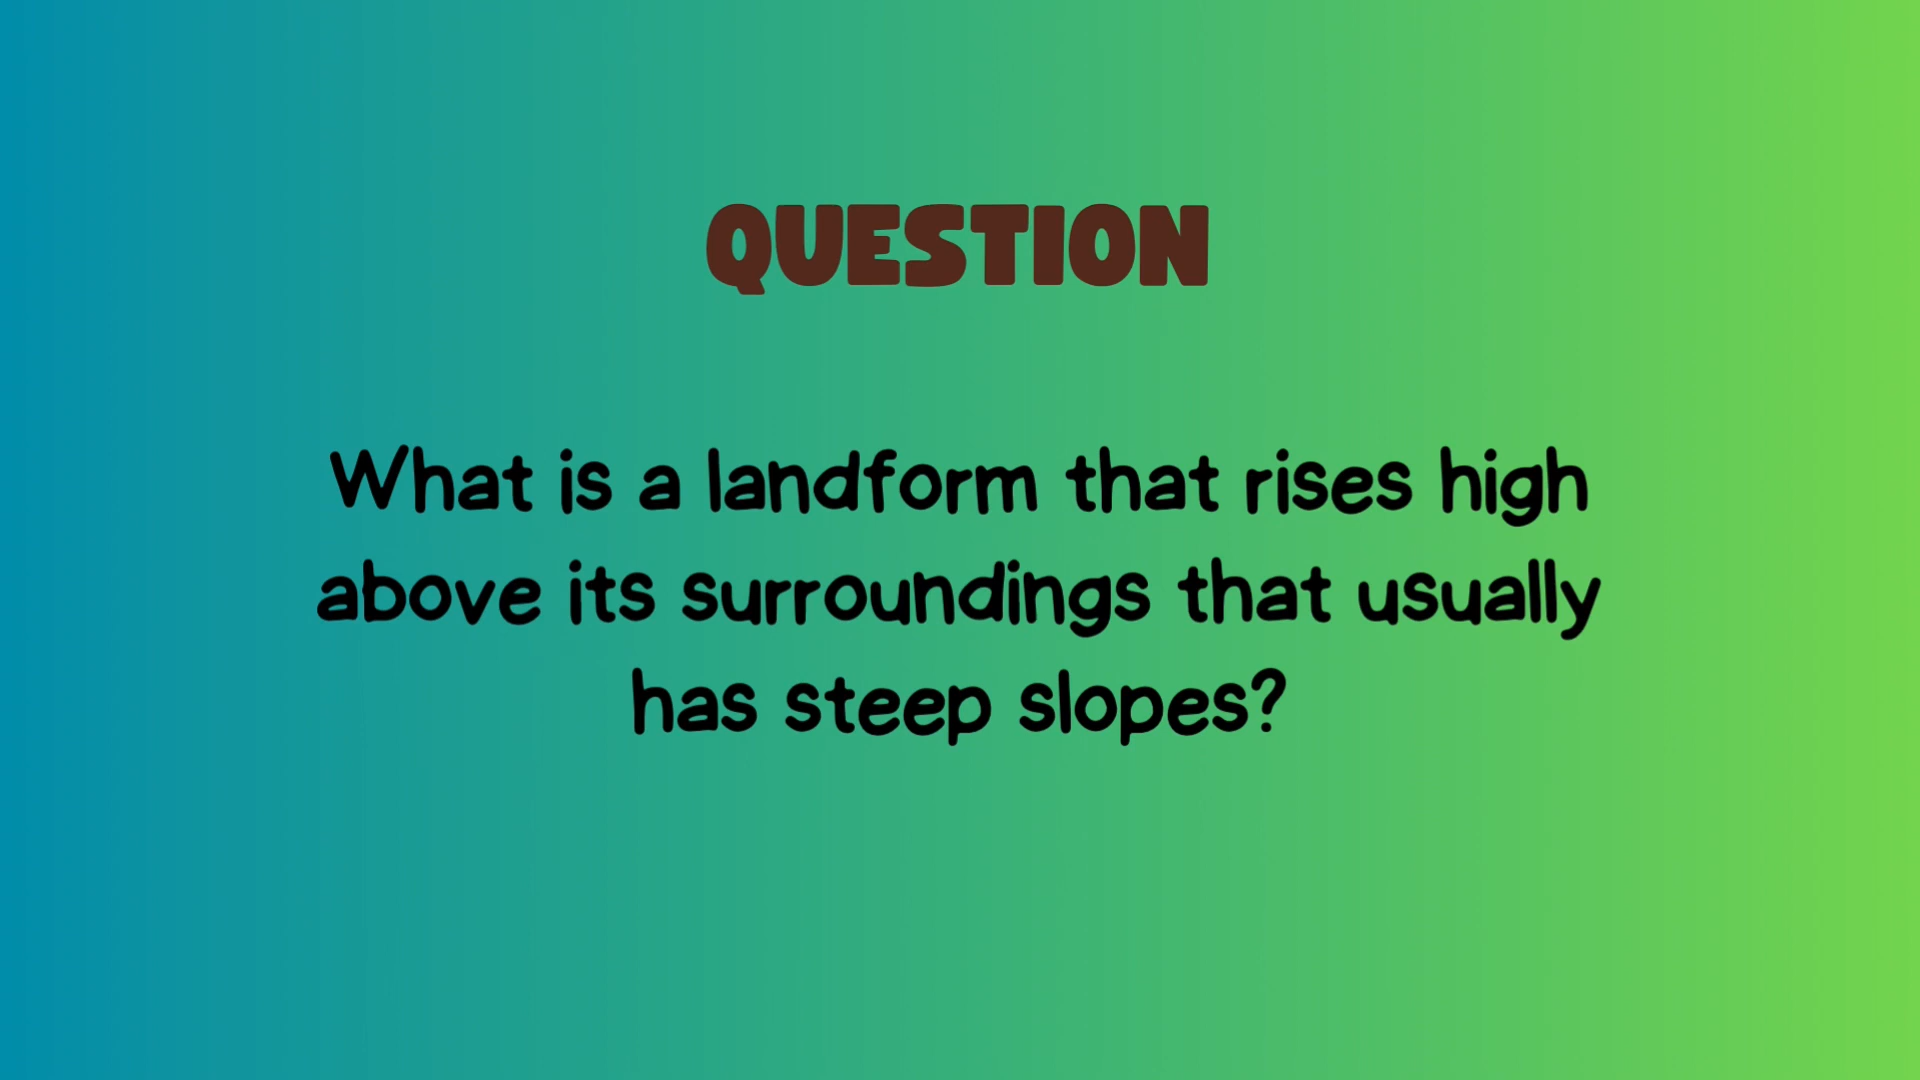 QUESTION
What is a landform that rises high
above its surroundings that usually
has steep slopes?